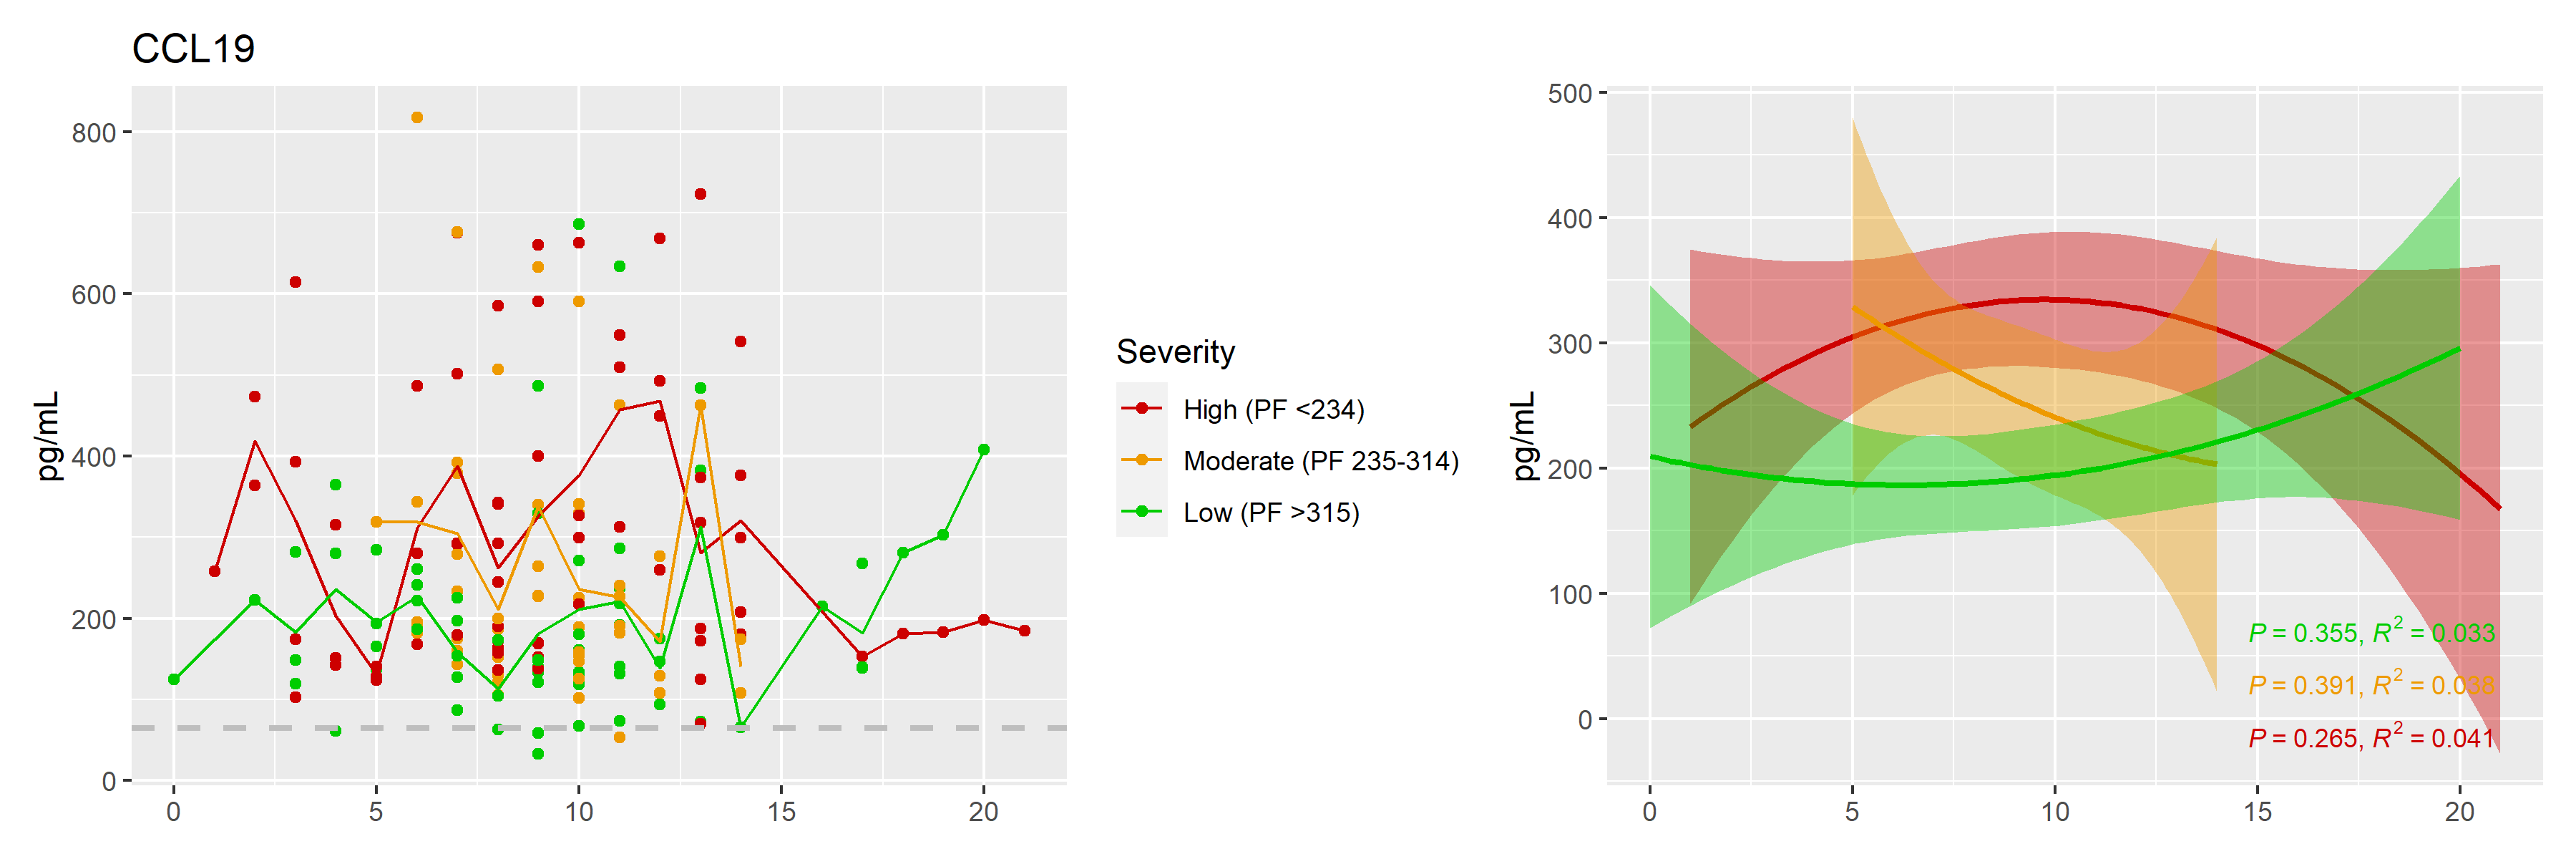 CCL19
pg/mL
800
600
400
200
0
0 5 10 15 20
Severity
High (PF <234)
Moderate (PF 235-314)
Low (PF >315)
pg/mL
500
400
300
200
100
0
P = 0.355, R² = 0.033
P = 0.391, R² = 0.038
P = 0.265, R² = 0.041
0 5 10 15 20